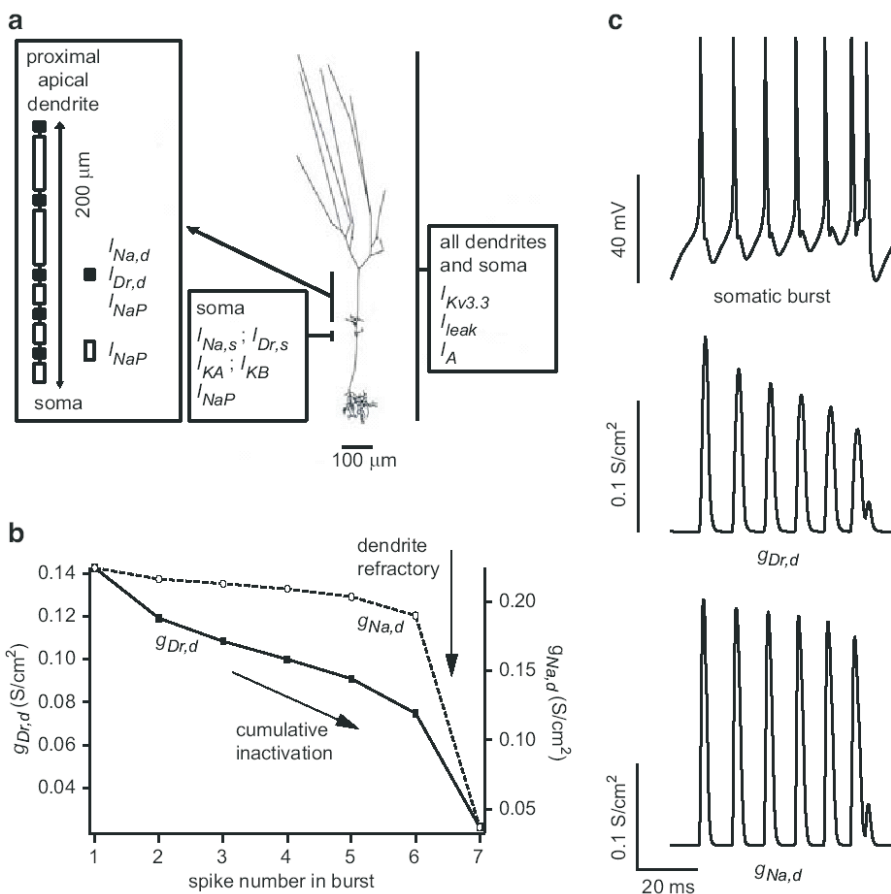 a
proximal
apical
dendrite
200 μm
I_Na,d
I_Dr,d
I_NaP
I_NaP
soma
soma
I_Na,s ; I_Dr,s
I_KA ; I_KB
I_NaP
all dendrites
and soma
I_Kv3.3
I_leak
I_A
100 μm
b
dendrite
refractory
g_Dr,d
g_Na,d
cumulative
inactivation
g_Dr,d (S/cm²)
0.14
0.12
0.10
0.08
0.06
0.04
g_Na,d (S/cm²)
0.20
0.15
0.10
0.05
1 2 3 4 5 6 7
spike number in burst
c
40 mV
somatic burst
0.1 S/cm²
g_Dr,d
0.1 S/cm²
g_Na,d
20 ms